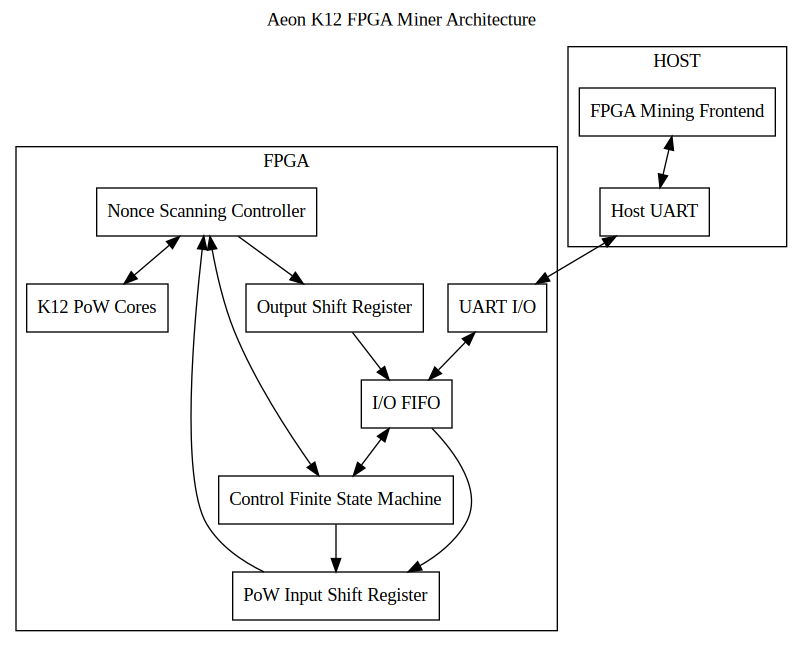 Aeon K12 FPGA Miner Architecture
HOST
FPGA Mining Frontend
Host UART
FPGA
Nonce Scanning Controller
K12 PoW Cores
Output Shift Register
UART I/O
I/O FIFO
Control Finite State Machine
PoW Input Shift Register